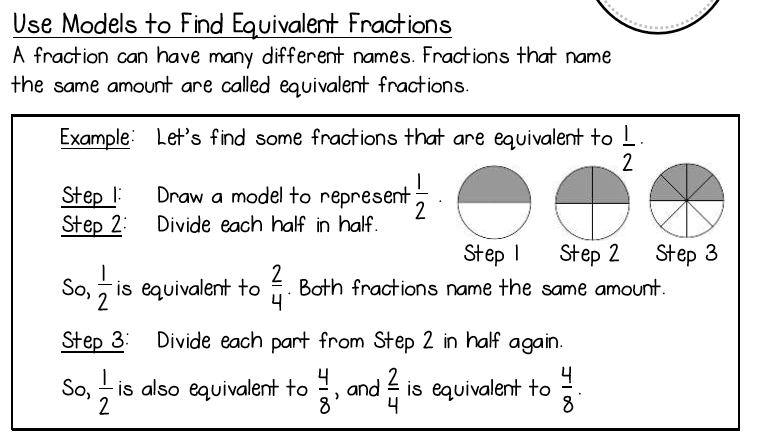 Use Models to Find Equivalent Fractions
A fraction can have many different names. Fractions that name
the same amount are called equivalent fractions.
Example: Let's find some fractions that are equivalent to 1/2.
Step 1: Draw a model to represent 1/2.
Step 2: Divide each half in half.
Step 1 Step 2 Step 3
So, 1/2 is equivalent to 2/4. Both fractions name the same amount.
Step 3: Divide each part from Step 2 in half again.
So, 1/2 is also equivalent to 4/8, and 2/4 is equivalent to 4/8.